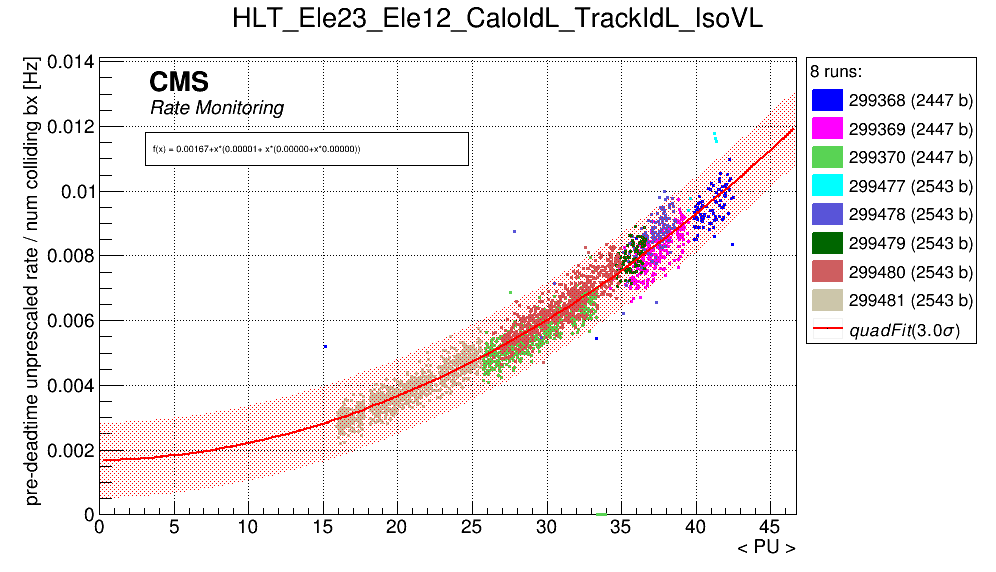 HLT_Ele23_Ele12_CaloIdL_TrackIdL_IsoVL
pre-deadtime unprescaled rate / num colliding bx [Hz]
0.014
0.012
0.01
0.008
0.006
0.004
0.002
0
CMS
Rate Monitoring
f(x) = 0.00167+x*(0.00001+ x*(0.00000+x*0.00000))
0 5 10 15 20 25 30 35 40 45
< PU >
8 runs:
299368 (2447 b)
299369 (2447 b)
299370 (2447 b)
299477 (2543 b)
299478 (2543 b)
299479 (2543 b)
299480 (2543 b)
299481 (2543 b)
quadFit(3.0σ)